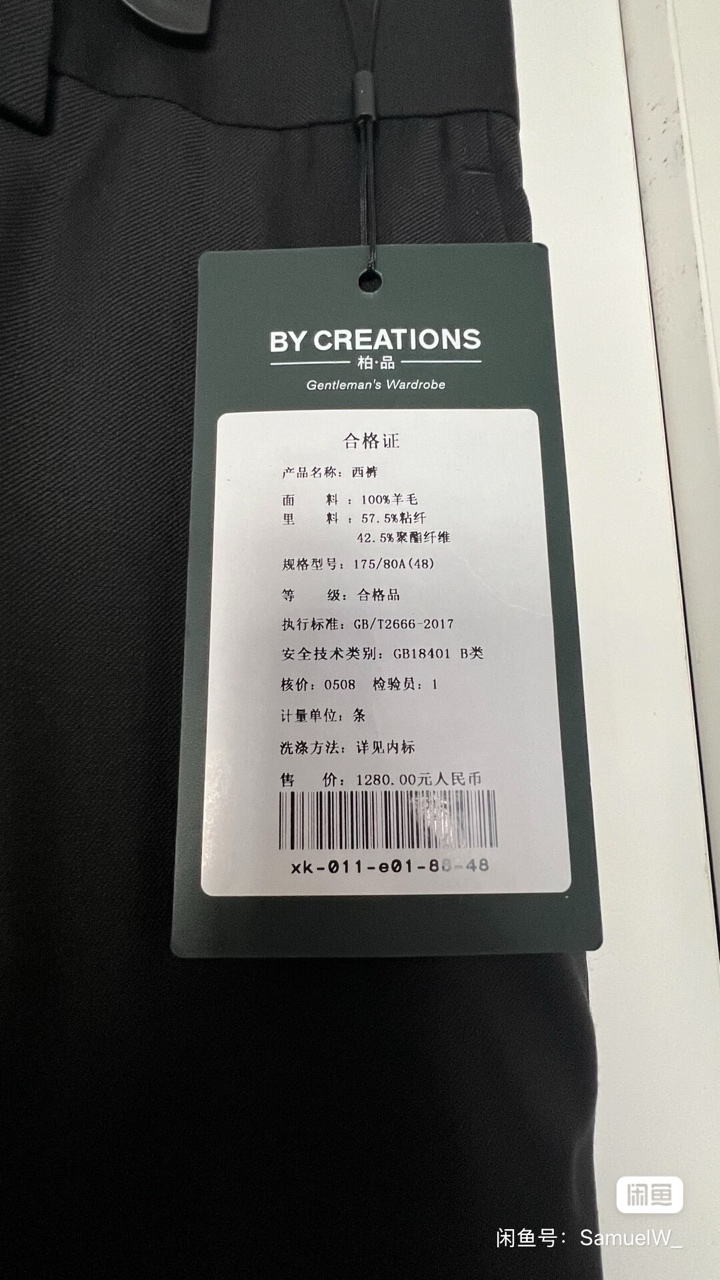 BY CREATIONS
柏·品
Gentleman's Wardrobe
合格证
产品名称: 西裤
面 料 : 100%羊毛
里 料 : 57.5%粘纤
42.5%聚酯纤维
规格型号: 175/80A(48)
等 级: 合格品
执行标准: GB/T2666-2017
安全技术类别: GB18401 B类
核价: 0508 检验员: 1
计量单位: 条
洗涤方法: 详见内标
售 价: 1280.00元人民币
xk-011-e01-88-48
闲鱼
闲鱼号: SamuelW_